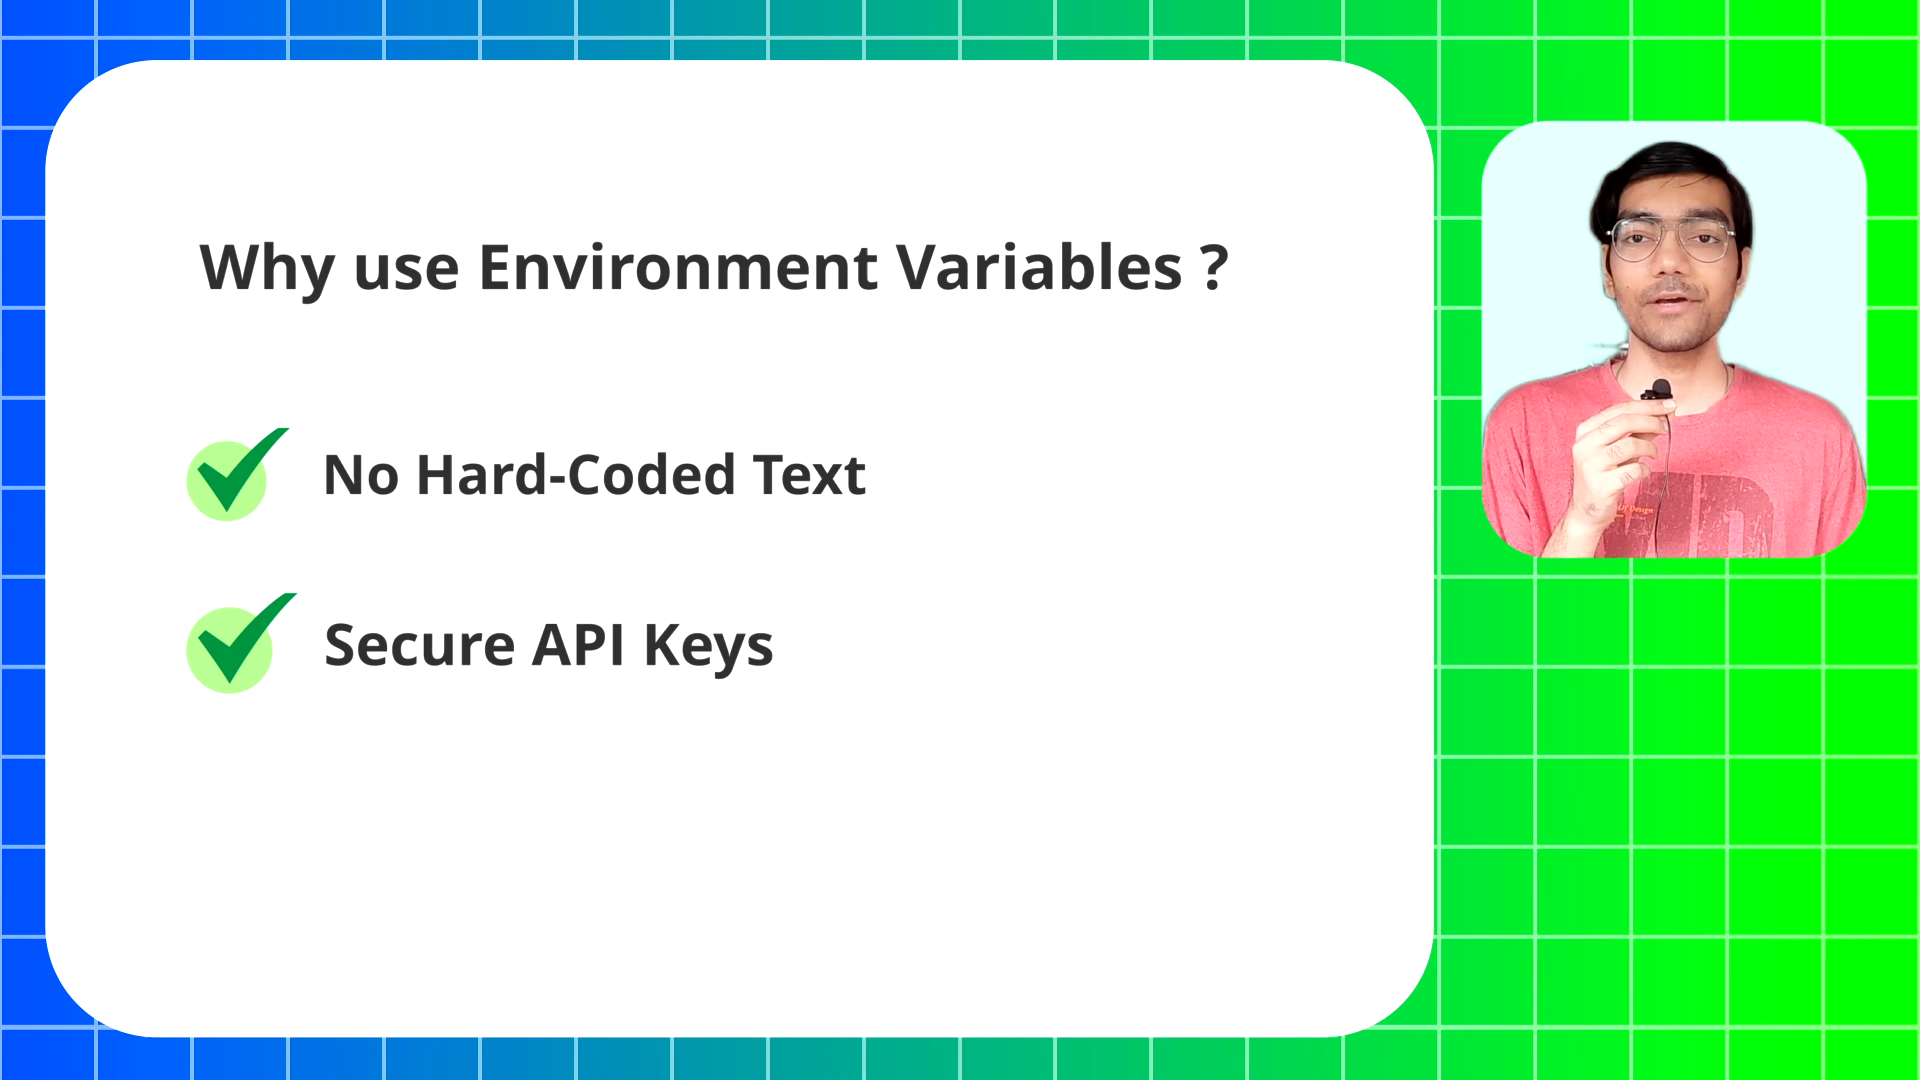 Why use Environment Variables ?
No Hard-Coded Text
Secure API Keys